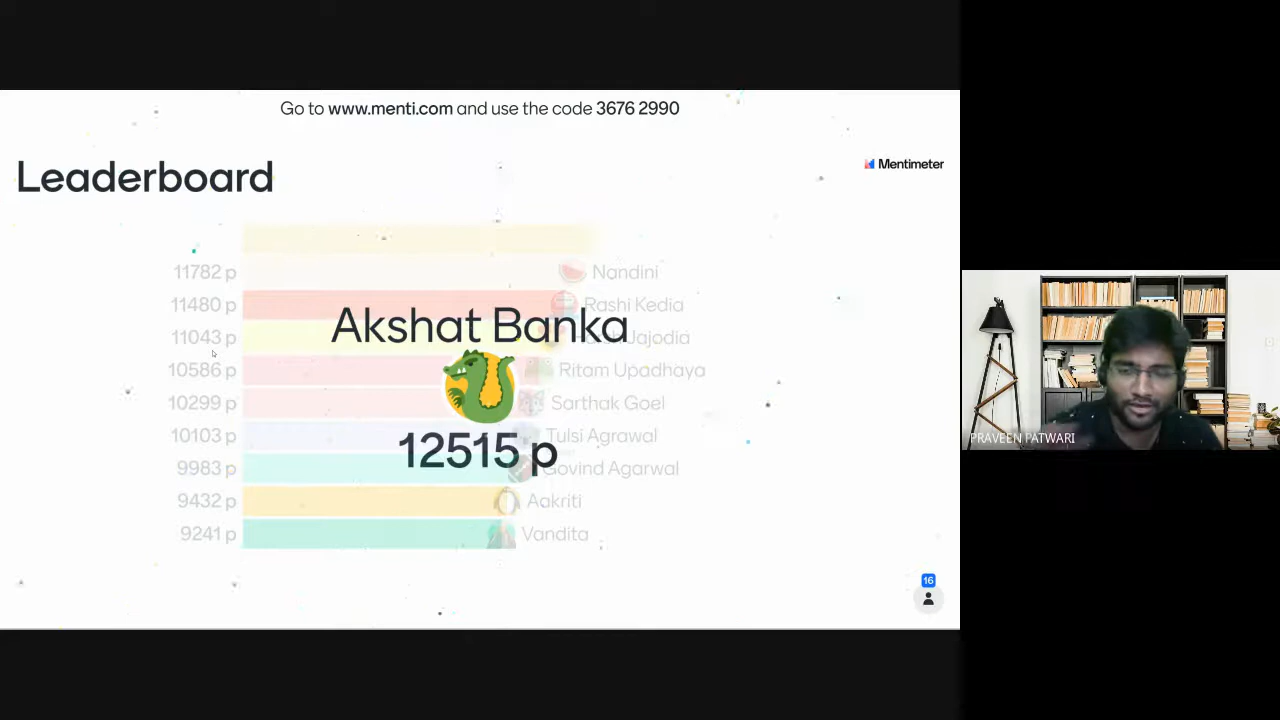 Go to www.menti.com and use the code 3676 2990
Leaderboard
Mentimeter
11782 p Nandini
11480 p Rashi Kedia
Akshat Banka
11043 p Jajodia
10586 p Ritam Upadhaya
10299 p Sarthak Goel
10103 p Tulsi Agrawal
12515 p
9983 p Govind Agarwal
9432 p Aakriti
9241 p Vandita
16
PRAVEEN PATWARI